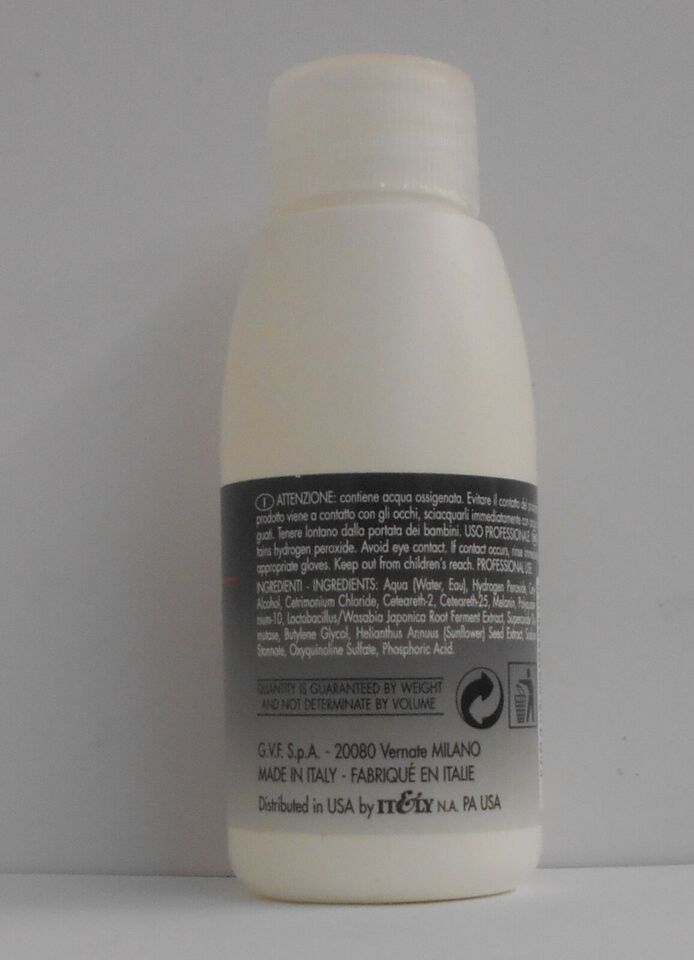 I ATTENZIONE: contiene acqua ossigenata. Evitare il contatto del
prodotto viene a contatto con gli occhi, sciacquarli immediatamente con
guati. Tenere lontano dalla portata dei bambini. USO PROFESSIONALE
tains hydrogen peroxide. Avoid eye contact. If contact occurs, rinse
appropriate gloves. Keep out from children's reach. PROFESSIONAL USE
INGREDIENTI - INGREDIENTS: Aqua (Water, Eau), Hydrogen Peroxide,
Alcohol, Cetrimonium Chloride, Ceteareth-2, Ceteareth-25, Melanin,
nium-10, Lactobacillus/Wasabia Japonica Root Ferment Extract, Superoxide
mutase, Butylene Glycol, Helianthus Annuus (Sunflower) Seed Extract,
Stannate, Oxyquinoline Sulfate, Phosphoric Acid.
QUANTITY IS GUARANTEED BY WEIGHT
AND NOT DETERMINATE BY VOLUME
G.V.F. S.p.A. - 20080 Vernate MILANO
MADE IN ITALY - FABRIQUÉ EN ITALIE
Distributed in USA by IT&LY N.A. PA USA